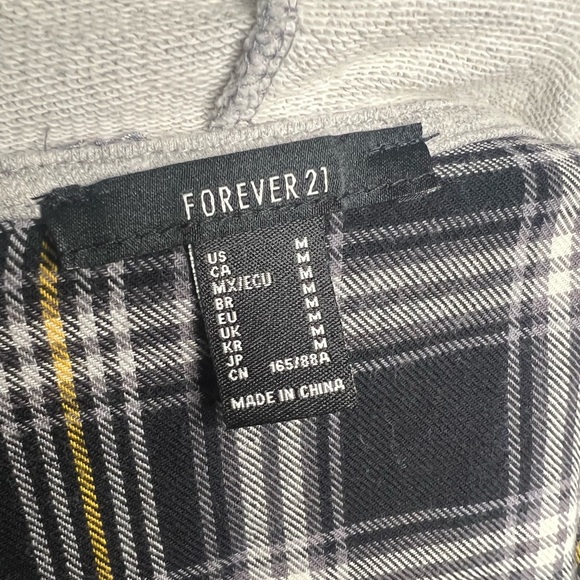 FOREVER 21
US M
CA M
MX/ECU M
BR M
EU M
UK M
KR M
JP M
CN 165/88A
MADE IN CHINA